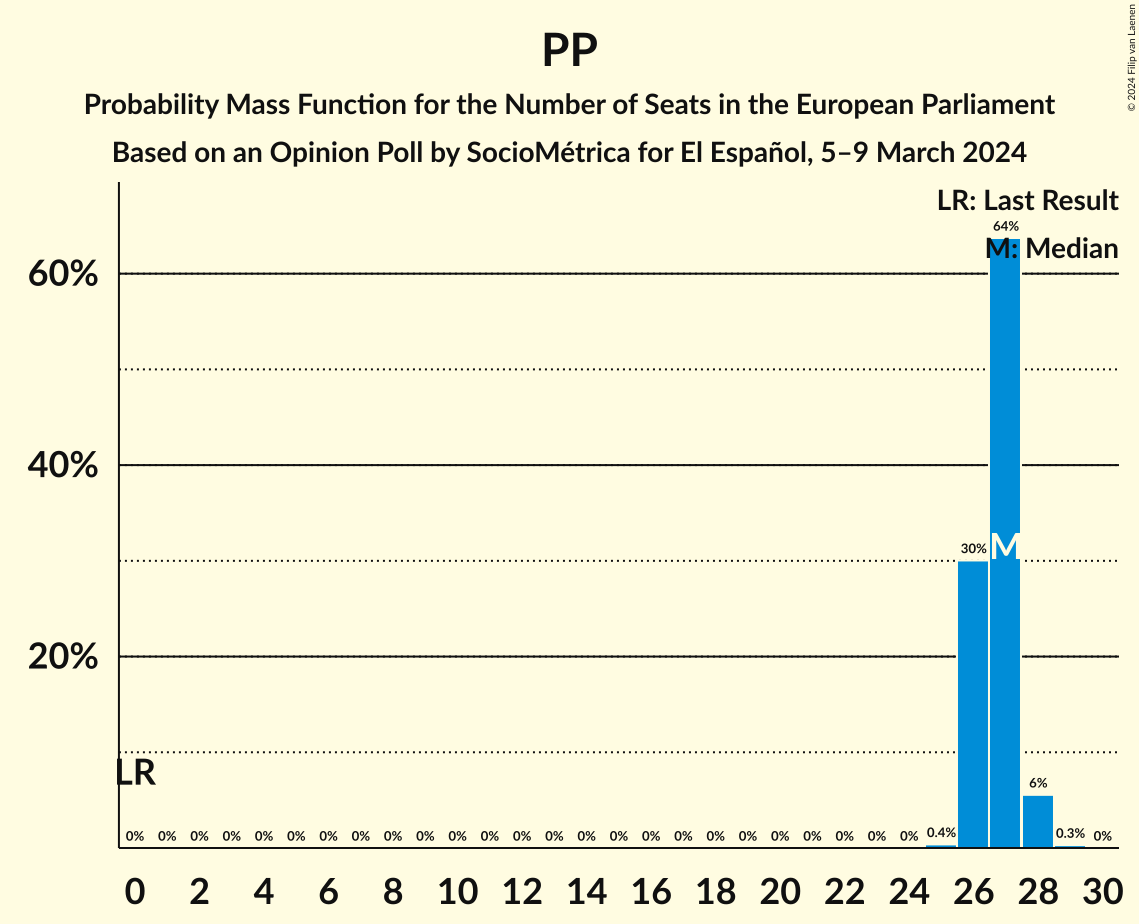 PP
Probability Mass Function for the Number of Seats in the European Parliament
Based on an Opinion Poll by SocioMétrica for El Español, 5–9 March 2024
© 2024 Filip van Laenen
LR: Last Result
M: Median
64%
60%
40%
30%
M
20%
LR
6%
0% 0% 0% 0% 0% 0% 0% 0% 0% 0% 0% 0% 0% 0% 0% 0% 0% 0% 0% 0% 0% 0% 0% 0% 0% 0.4% 0.3% 0%
0 2 4 6 8 10 12 14 16 18 20 22 24 26 28 30